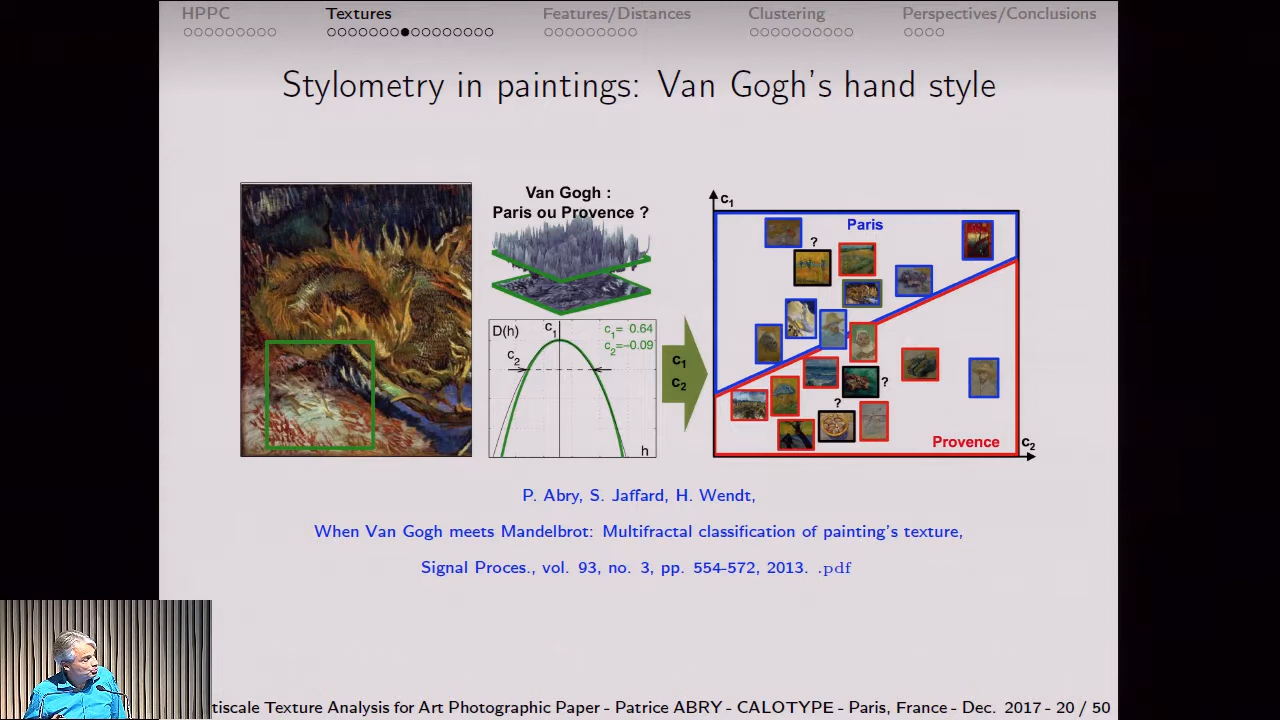 HPPC Textures Features/Distances Clustering Perspectives/Conclusions
Stylometry in paintings: Van Gogh's hand style
Van Gogh :
Paris ou Provence ?
D(h) c1 c1= 0.64
c2=−0.09
c2
h
c1
c2
c1
Paris
?
?
?
Provence
c2
P. Abry, S. Jaffard, H. Wendt,
When Van Gogh meets Mandelbrot: Multifractal classification of painting's texture,
Signal Proces., vol. 93, no. 3, pp. 554-572, 2013. .pdf
tiscale Texture Analysis for Art Photographic Paper - Patrice ABRY - CALOTYPE - Paris, France - Dec. 2017 - 20 / 50